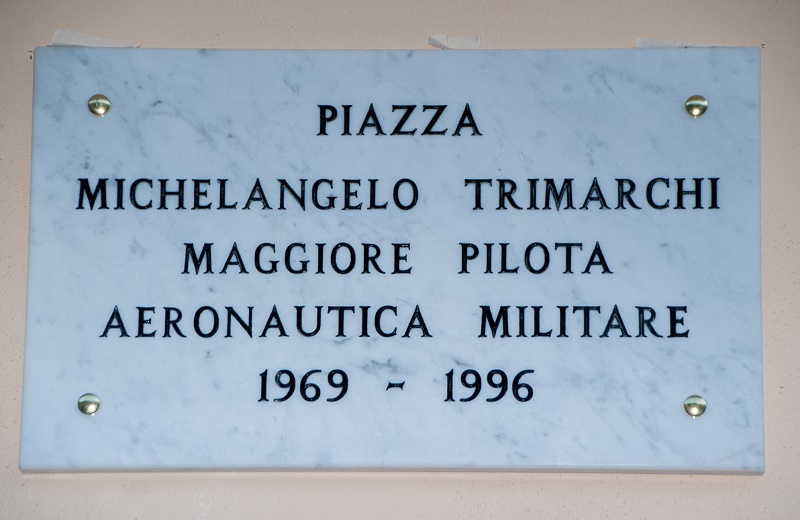 PIAZZA
MICHELANGELO TRIMARCHI
MAGGIORE PILOTA
AERONAUTICA MILITARE
1969 - 1996